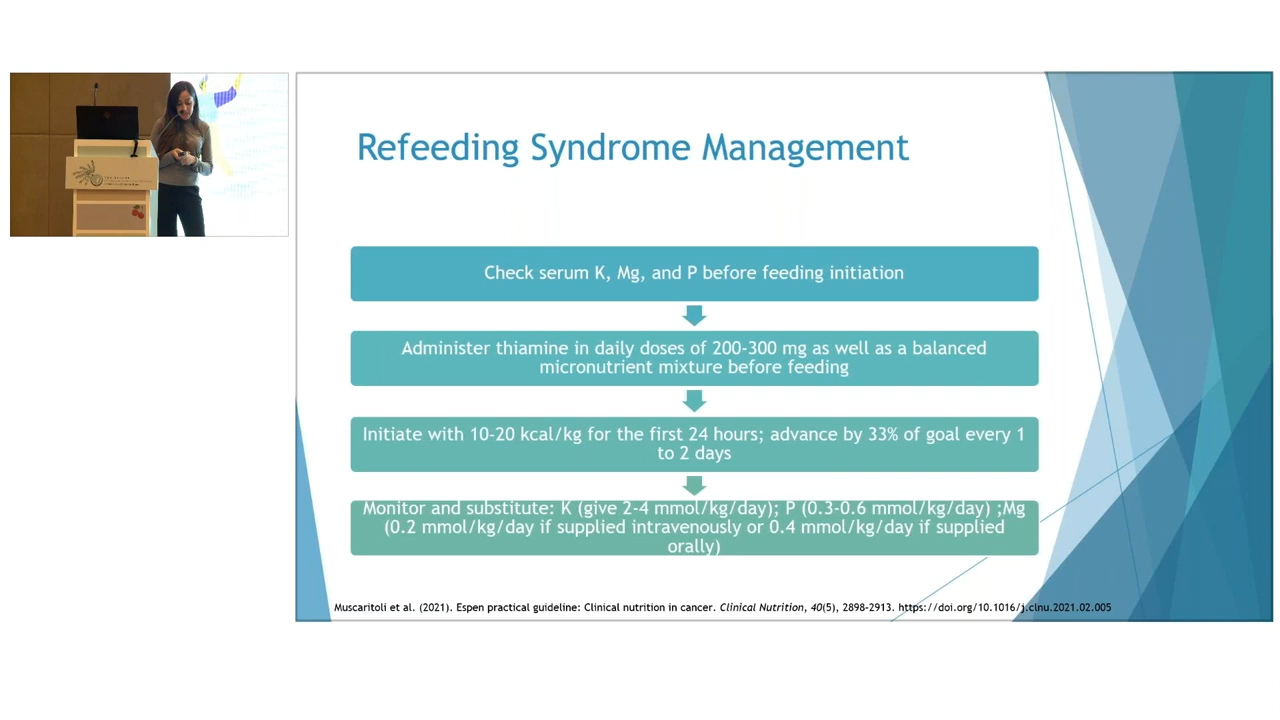 Refeeding Syndrome Management
Check serum K, Mg, and P before feeding initiation
Administer thiamine in daily doses of 200-300 mg as well as a balanced
micronutrient mixture before feeding
Initiate with 10-20 kcal/kg for the first 24 hours; advance by 33% of goal every 1
to 2 days
Monitor and substitute: K (give 2-4 mmol/kg/day); P (0.3-0.6 mmol/kg/day) ;Mg
(0.2 mmol/kg/day if supplied intravenously or 0.4 mmol/kg/day if supplied
orally)
Muscaritoli et al. (2021). Espen practical guideline: Clinical nutrition in cancer. Clinical Nutrition, 40(5), 2898-2913. https://doi.org/10.1016/j.clnu.2021.02.005